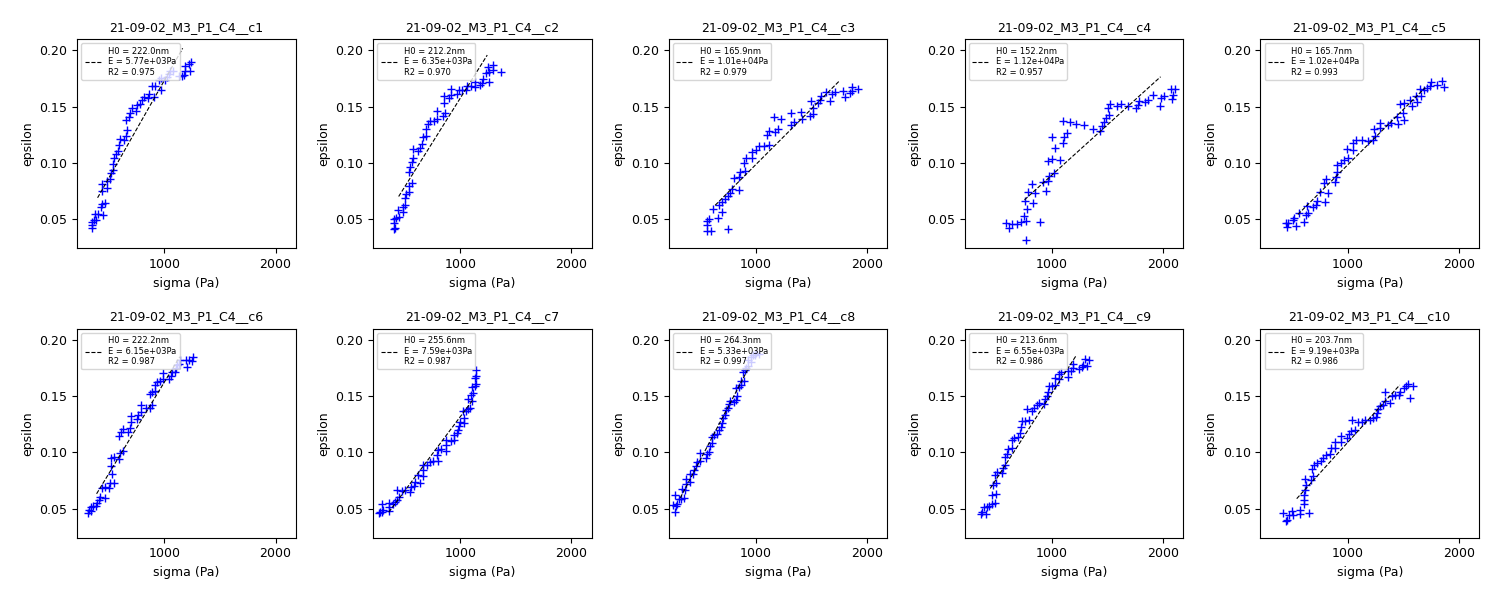 21-09-02_M3_P1_C4__c1
H0 = 222.0nm
E = 5.77e+03Pa
R2 = 0.975
0.20
0.15
0.10
0.05
epsilon
1000 2000
sigma (Pa)
21-09-02_M3_P1_C4__c2
H0 = 212.2nm
E = 6.35e+03Pa
R2 = 0.970
0.20
0.15
0.10
0.05
epsilon
1000 2000
sigma (Pa)
21-09-02_M3_P1_C4__c3
H0 = 165.9nm
E = 1.01e+04Pa
R2 = 0.979
0.20
0.15
0.10
0.05
epsilon
1000 2000
sigma (Pa)
21-09-02_M3_P1_C4__c4
H0 = 152.2nm
E = 1.12e+04Pa
R2 = 0.957
0.20
0.15
0.10
0.05
epsilon
1000 2000
sigma (Pa)
21-09-02_M3_P1_C4__c5
H0 = 165.7nm
E = 1.02e+04Pa
R2 = 0.993
0.20
0.15
0.10
0.05
epsilon
1000 2000
sigma (Pa)
21-09-02_M3_P1_C4__c6
H0 = 222.2nm
E = 6.15e+03Pa
R2 = 0.987
0.20
0.15
0.10
0.05
epsilon
1000 2000
sigma (Pa)
21-09-02_M3_P1_C4__c7
H0 = 255.6nm
E = 7.59e+03Pa
R2 = 0.987
0.20
0.15
0.10
0.05
epsilon
1000 2000
sigma (Pa)
21-09-02_M3_P1_C4__c8
H0 = 264.3nm
E = 5.33e+03Pa
R2 = 0.997
0.20
0.15
0.10
0.05
epsilon
1000 2000
sigma (Pa)
21-09-02_M3_P1_C4__c9
H0 = 213.6nm
E = 6.55e+03Pa
R2 = 0.986
0.20
0.15
0.10
0.05
epsilon
1000 2000
sigma (Pa)
21-09-02_M3_P1_C4__c10
H0 = 203.7nm
E = 9.19e+03Pa
R2 = 0.986
0.20
0.15
0.10
0.05
epsilon
1000 2000
sigma (Pa)